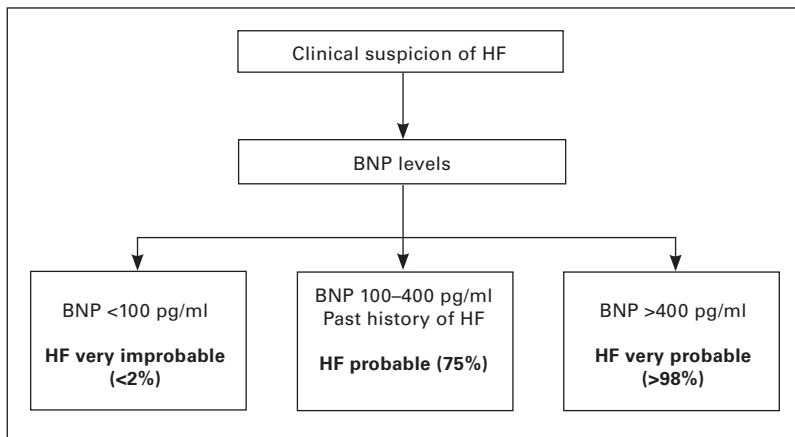 Clinical suspicion of HF
BNP levels
BNP <100 pg/ml
HF very improbable
(<2%)
BNP 100–400 pg/ml
Past history of HF
HF probable (75%)
BNP >400 pg/ml
HF very probable
(>98%)